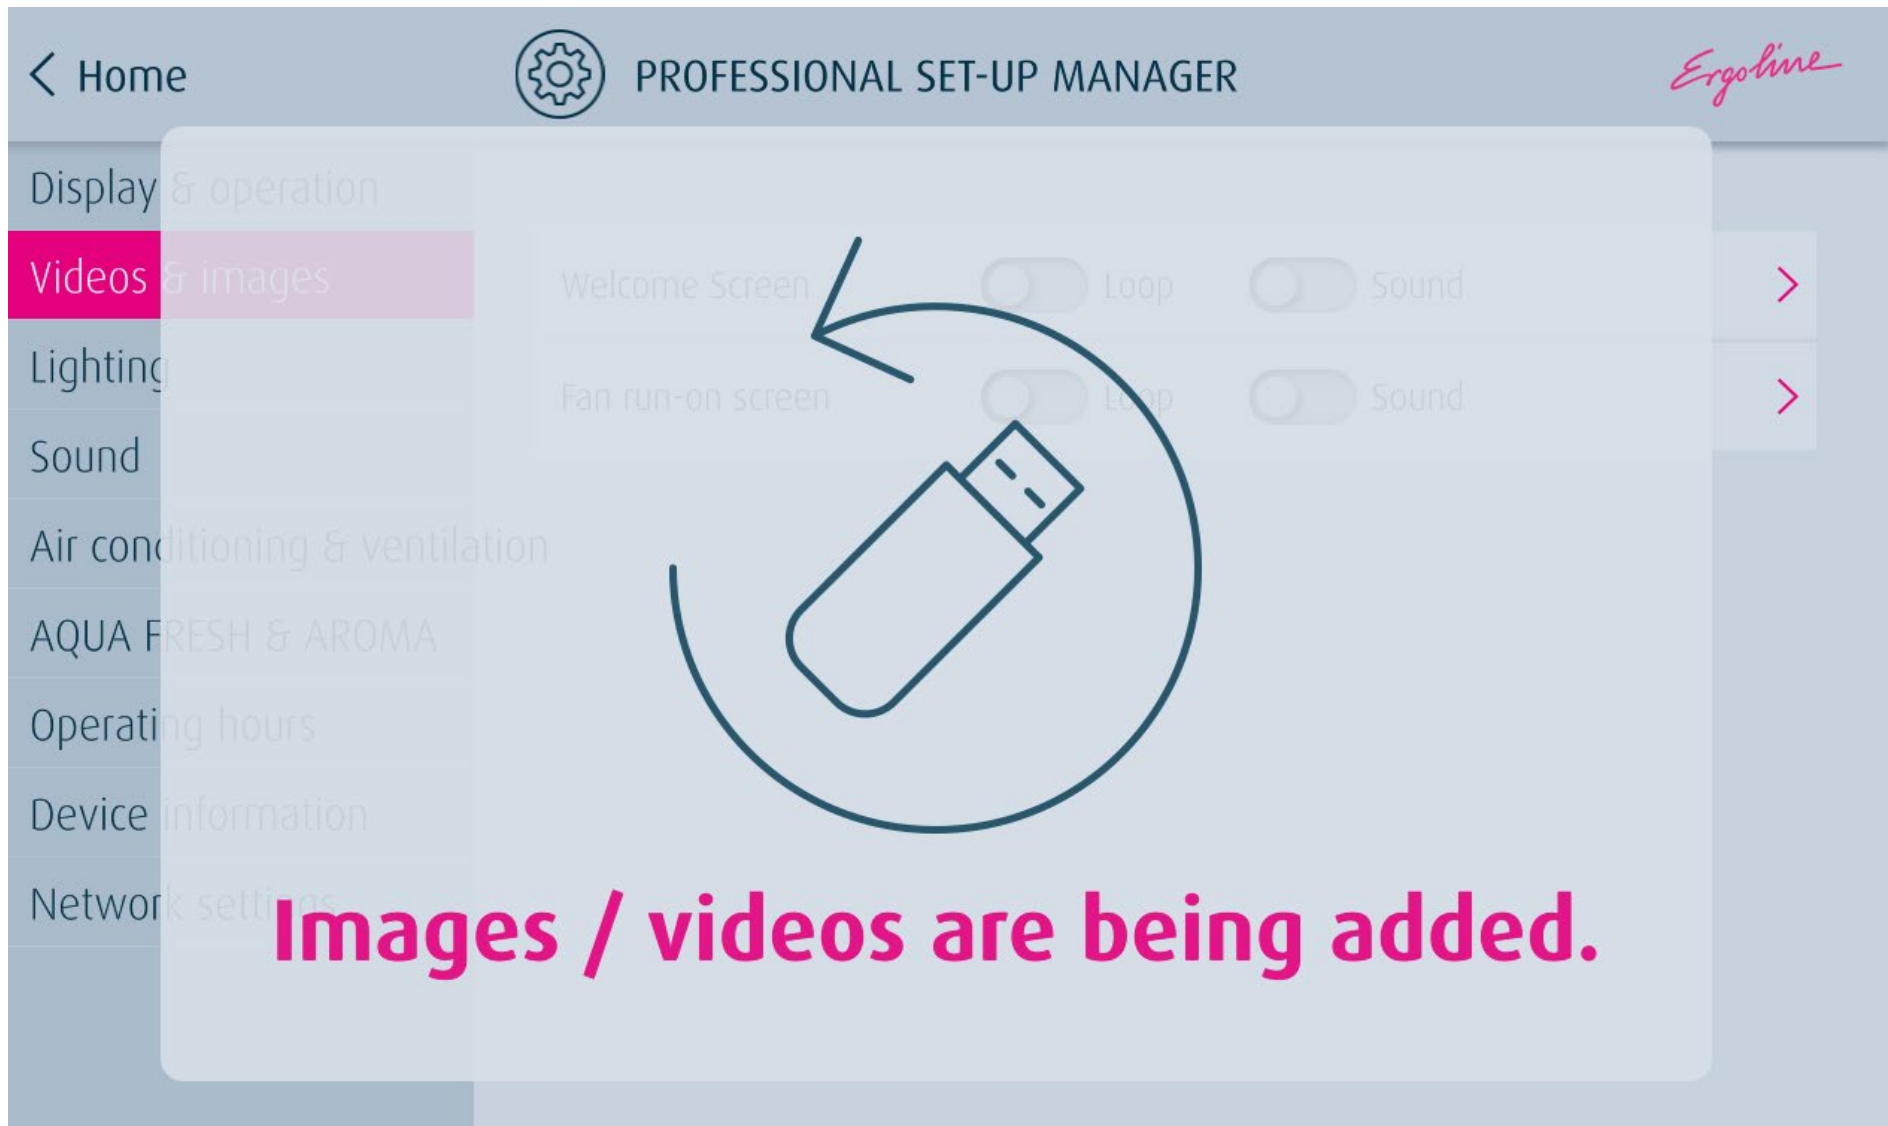 Home
PROFESSIONAL SET-UP MANAGER
Ergoline
Display & operation
Videos & images
Lighting
Sound
Air conditioning & ventilation
AQUA FRESH & AROMA
Operating hours
Device information
Network settings
Welcome Screen Loop Sound
Fan run-on screen Loop Sound
Images / videos are being added.